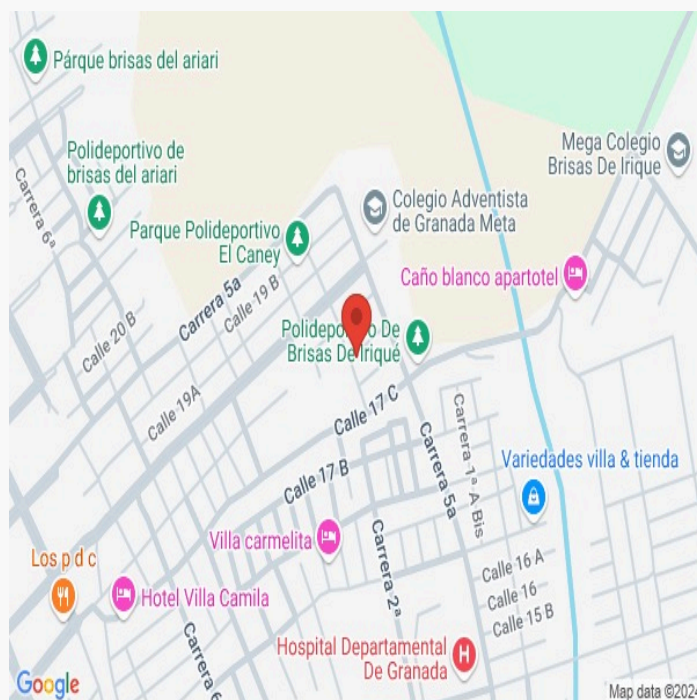 Párque brisas del ariari
Polideportivo de
brisas del ariari
Carrera 6ª
Parque Polideportivo
El Caney
Colegio Adventista
de Granada Meta
Mega Colegio
Brisas De Irique
Caño blanco apartotel
Carrera 5a
Calle 19 B
Calle 20 B
Calle 19A
Polideportivo De
Brisas De Iriqué
Calle 17 C
Calle 17 B
Carrera 5a
Carrera 1ª A Bis
Variedades villa & tienda
Villa carmelita
Los p d c
Hotel Villa Camila
Carrera 2ª
Calle 16 A
Calle 16
Calle 15 B
Hospital Departamental
De Granada
Carrera 6
Google
Map data ©202